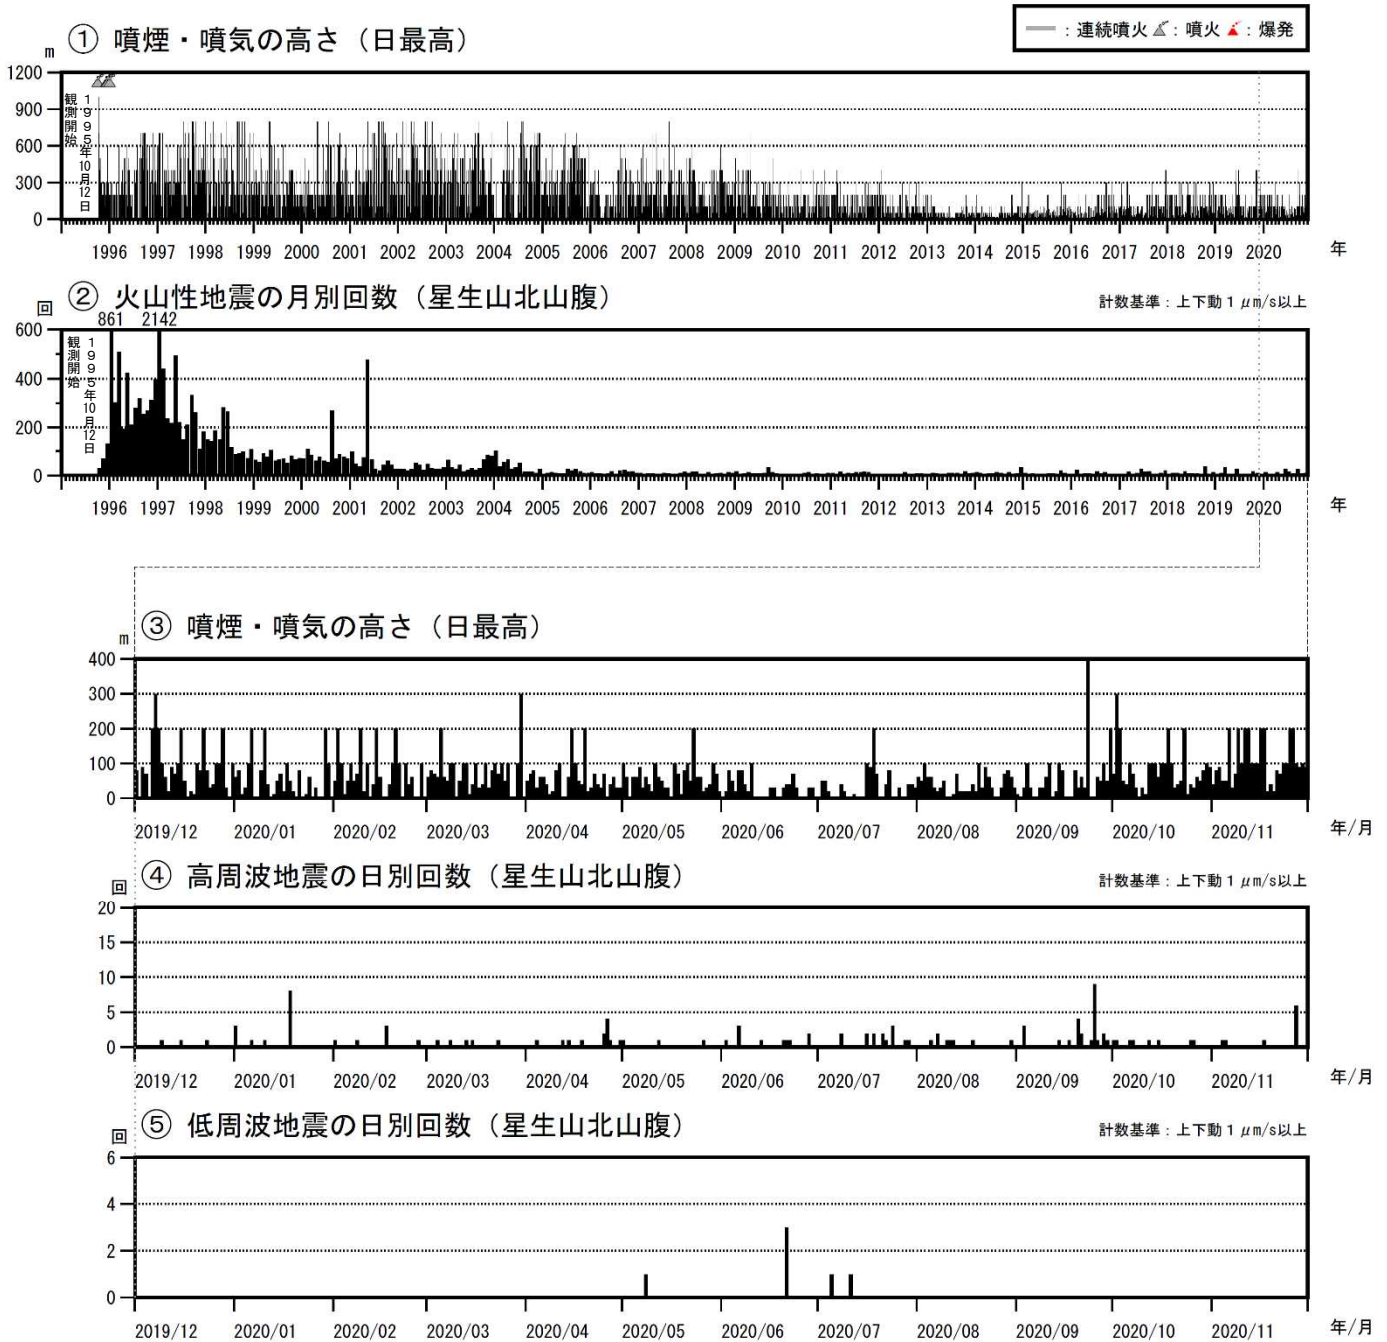 ━━ : 連続噴火 : 噴火 : 爆発
① 噴煙・噴気の高さ（日最高）
m
1200
900
600
300
0
観測開始
1995年10月12日
1996 1997 1998 1999 2000 2001 2002 2003 2004 2005 2006 2007 2008 2009 2010 2011 2012 2013 2014 2015 2016 2017 2018 2019 2020 年
② 火山性地震の月別回数（星生山北山腹）
計数基準：上下動１μm/s以上
回
861 2142
600
400
200
0
観測開始
1995年10月12日
1996 1997 1998 1999 2000 2001 2002 2003 2004 2005 2006 2007 2008 2009 2010 2011 2012 2013 2014 2015 2016 2017 2018 2019 2020 年
③ 噴煙・噴気の高さ（日最高）
m
400
300
200
100
0
2019/12 2020/01 2020/02 2020/03 2020/04 2020/05 2020/06 2020/07 2020/08 2020/09 2020/10 2020/11 年/月
④ 高周波地震の日別回数（星生山北山腹）
計数基準：上下動１μm/s以上
回
20
15
10
5
0
2019/12 2020/01 2020/02 2020/03 2020/04 2020/05 2020/06 2020/07 2020/08 2020/09 2020/10 2020/11 年/月
⑤ 低周波地震の日別回数（星生山北山腹）
計数基準：上下動１μm/s以上
回
6
4
2
0
2019/12 2020/01 2020/02 2020/03 2020/04 2020/05 2020/06 2020/07 2020/08 2020/09 2020/10 2020/11 年/月